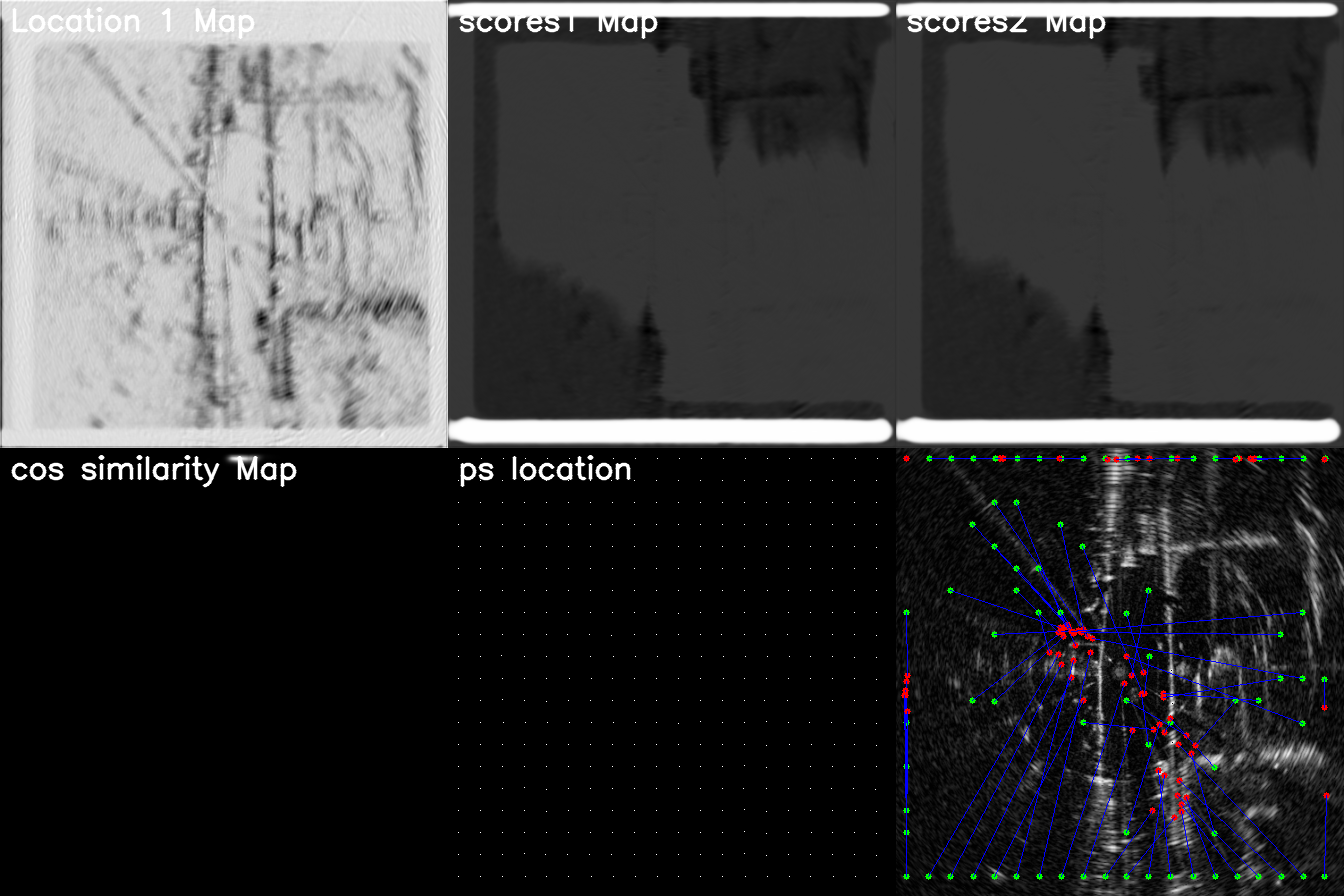 Location 1 Map
scores1 Map
scores2 Map
cos similarity Map
ps location